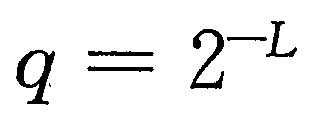 $q = 2^{-L}$